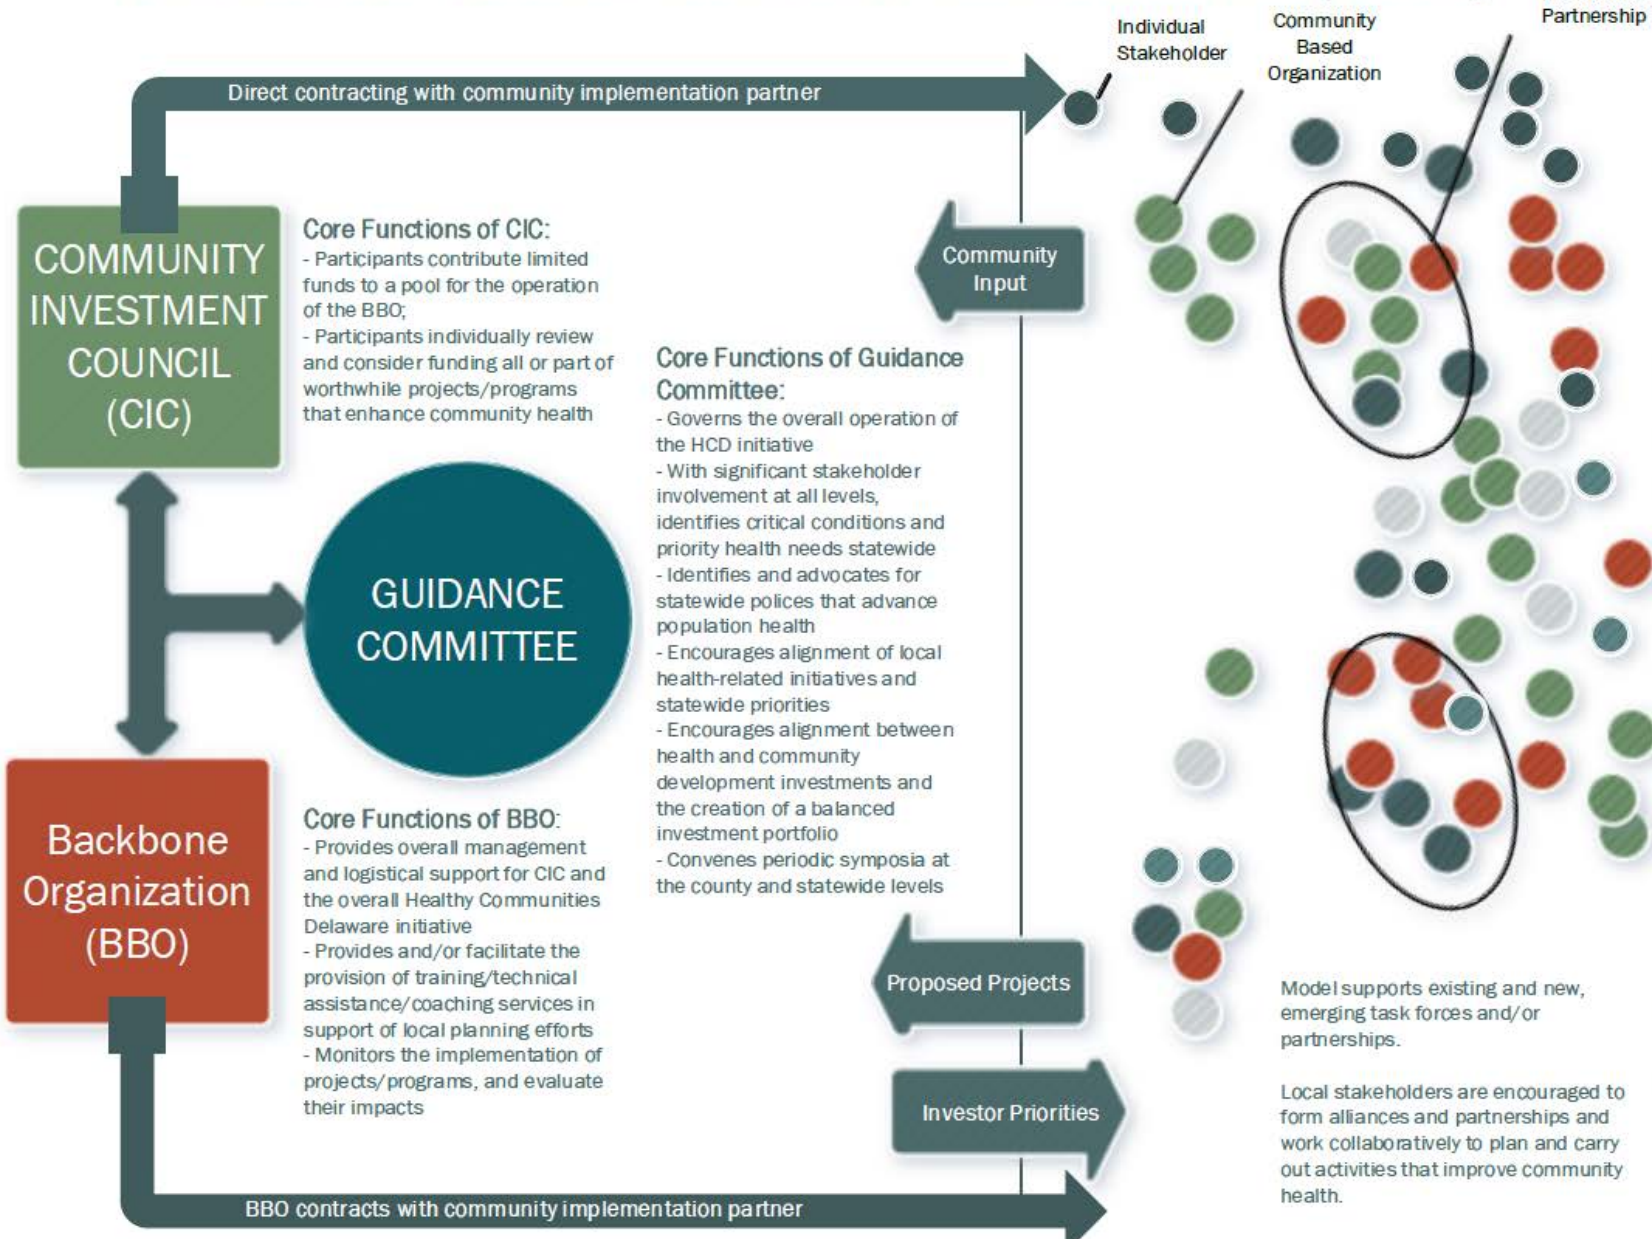 Individual
Stakeholder
Community
Based
Organization
Partnership
Direct contracting with community implementation partner
COMMUNITY
INVESTMENT
COUNCIL
(CIC)
Core Functions of CIC:
- Participants contribute limited
funds to a pool for the operation
of the BBO;
- Participants individually review
and consider funding all or part of
worthwhile projects/programs
that enhance community health
Community
Input
GUIDANCE
COMMITTEE
Core Functions of Guidance
Committee:
- Governs the overall operation of
the HCD initiative
- With significant stakeholder
involvement at all levels,
identifies critical conditions and
priority health needs statewide
- Identifies and advocates for
statewide polices that advance
population health
- Encourages alignment of local
health-related initiatives and
statewide priorities
- Encourages alignment between
health and community
development investments and
the creation of a balanced
investment portfolio
- Convenes periodic symposia at
the county and statewide levels
Backbone
Organization
(BBO)
Core Functions of BBO:
- Provides overall management
and logistical support for CIC and
the overall Healthy Communities
Delaware initiative
- Provides and/or facilitate the
provision of training/technical
assistance/coaching services in
support of local planning efforts
- Monitors the implementation of
projects/programs, and evaluate
their impacts
Proposed Projects
Investor Priorities
BBO contracts with community implementation partner
Model supports existing and new,
emerging task forces and/or
partnerships.
Local stakeholders are encouraged to
form alliances and partnerships and
work collaboratively to plan and carry
out activities that improve community
health.